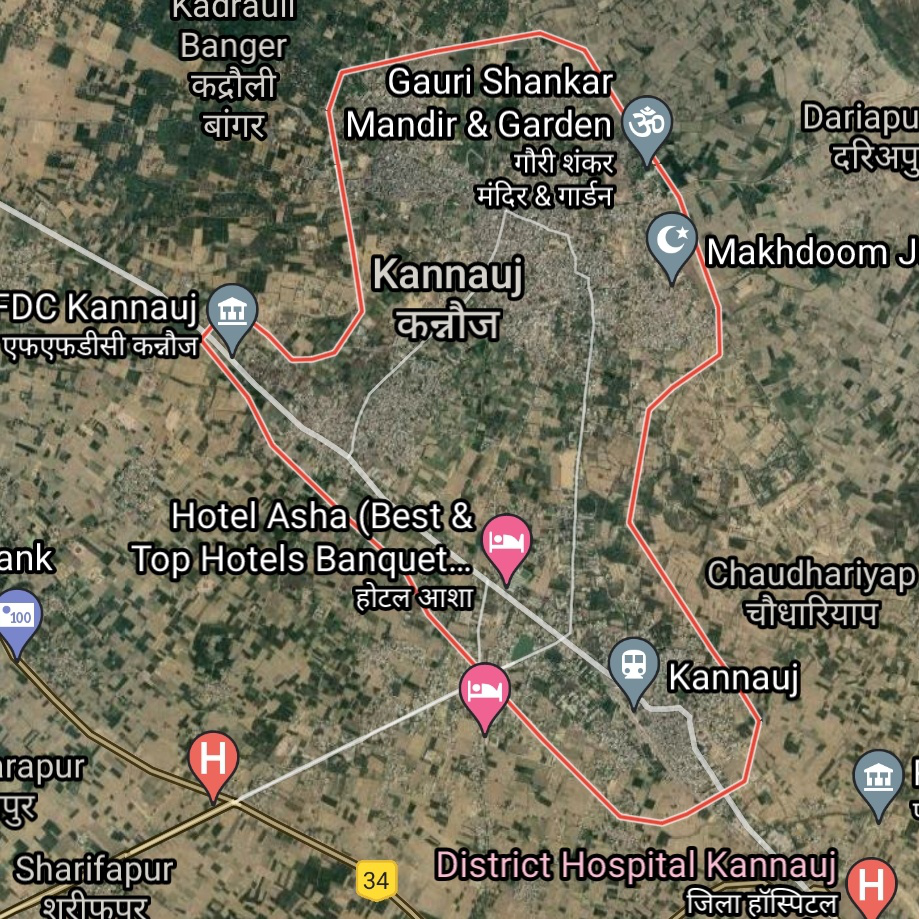 Kadrauli
Banger
कद्रौली
बांगर
Gauri Shankar
Mandir & Garden
गौरी शंकर
मंदिर & गार्डन
Dariapu
दरिअपु
Makhdoom J
Kannauj
कन्नौज
FDC Kannauj
एफएफडीसी कन्नौज
Hotel Asha (Best &
Top Hotels Banquet...
होटल आशा
ank
100
Chaudhariyap
चौधारियाप
Kannauj
H
arapur
पुर
Sharifapur
शरीफपुर
34
District Hospital Kannauj
जिला हॉस्पिटल
H